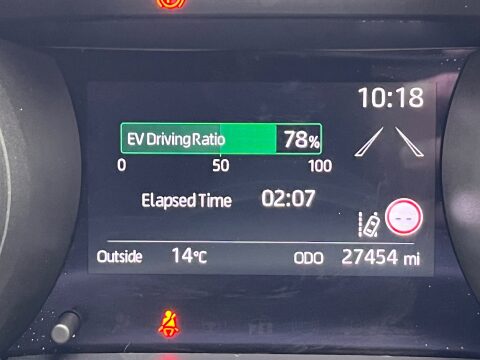 10:18
EV Driving Ratio 78%
0 50 100
Elapsed Time 02:07
--
Outside 14°C ODO 27454 mi